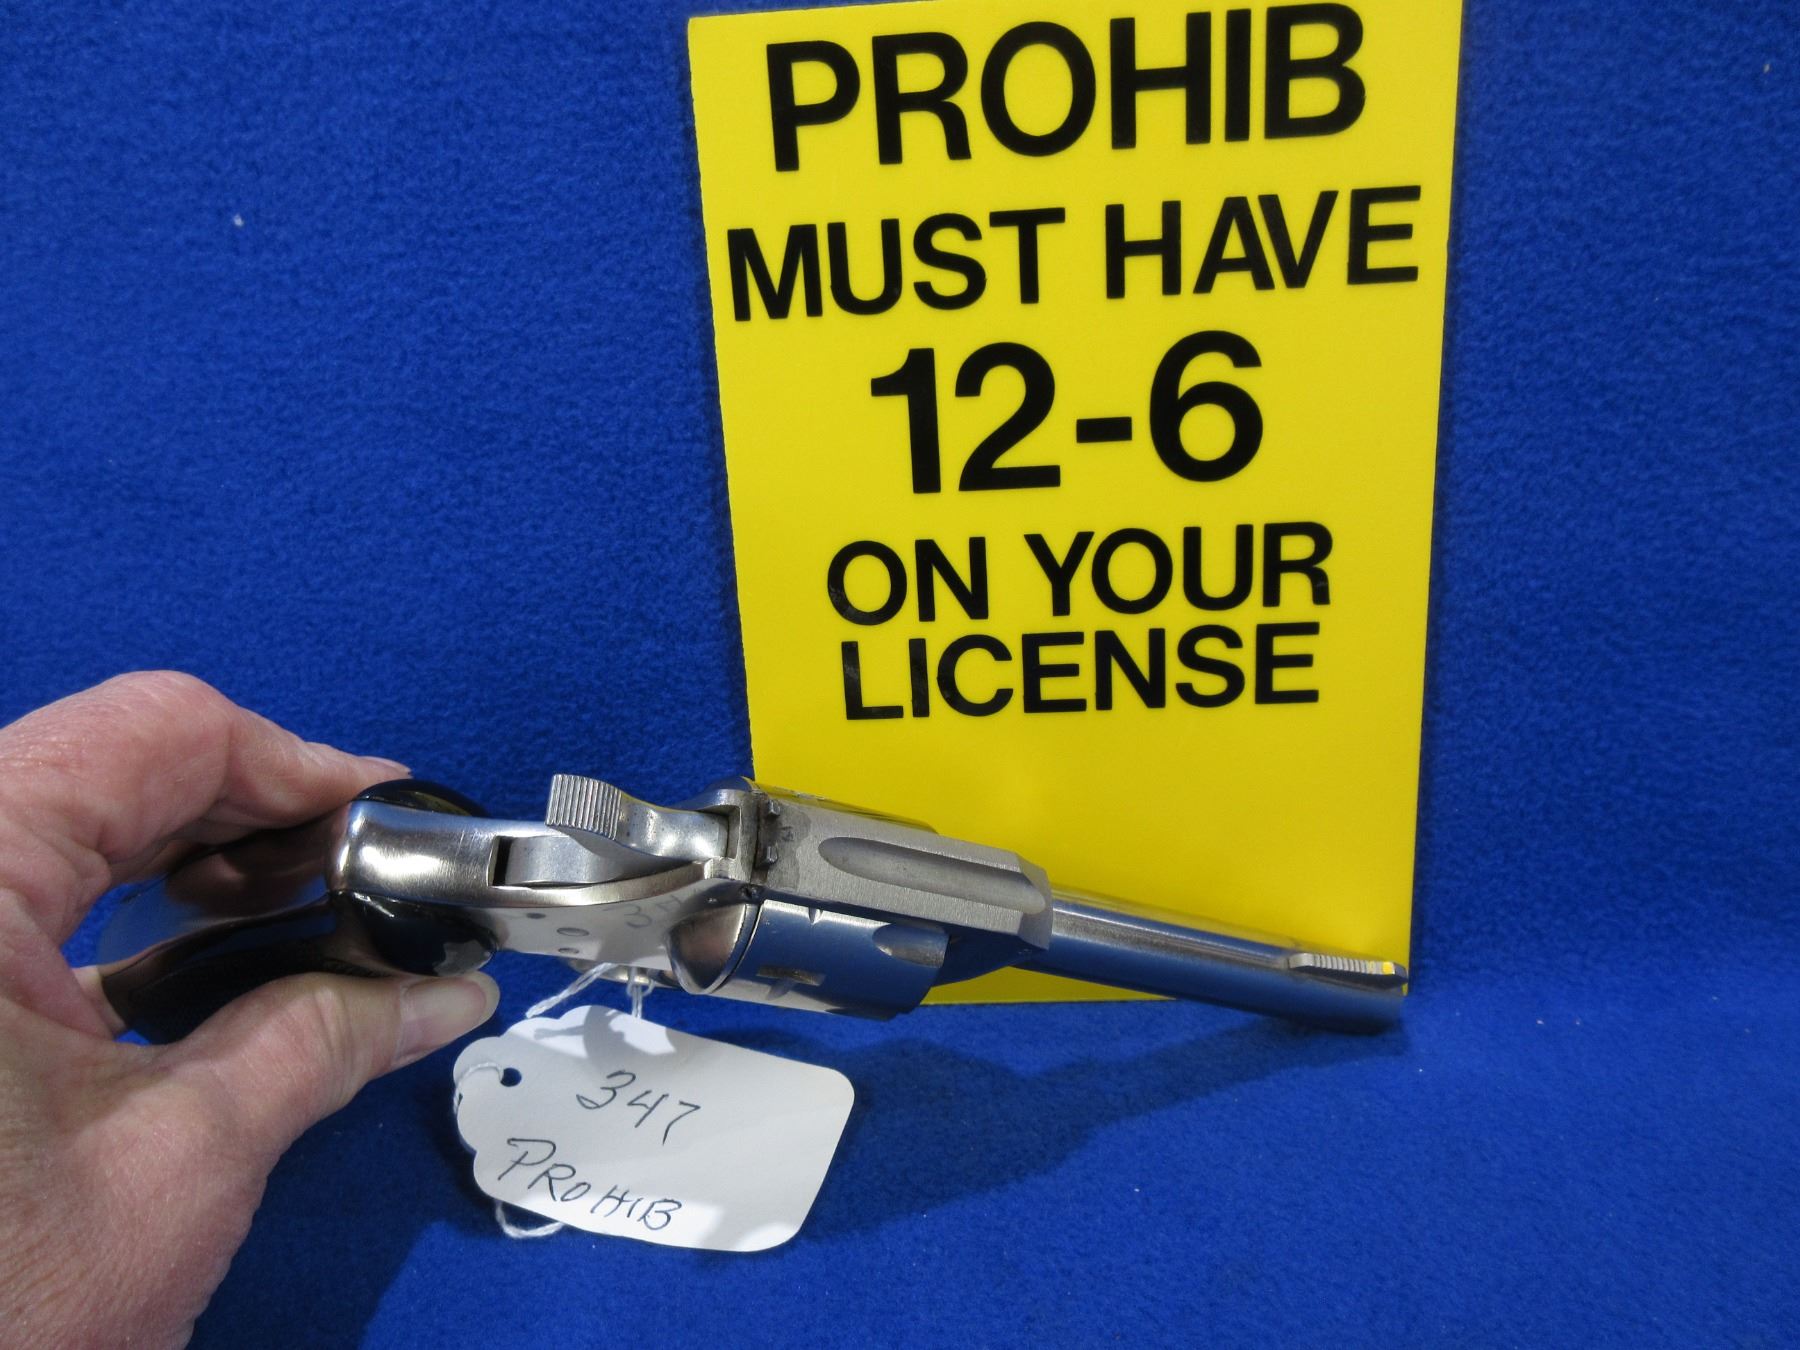 PROHIB
MUST HAVE
12-6
ON YOUR
LICENSE
347
PROHIB